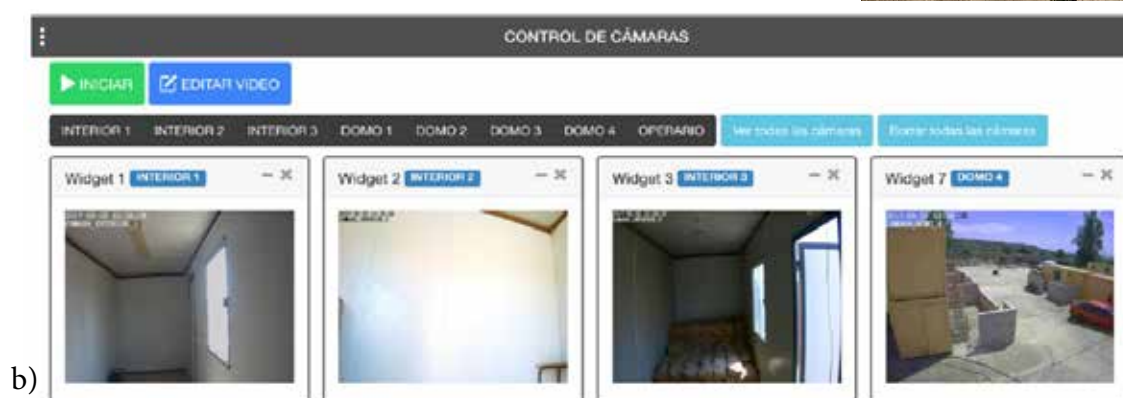 CONTROL DE CÁMARAS
INICIAR
EDITAR VIDEO
INTERIOR 1 INTERIOR 2 INTERIOR 3 DOMO 1 DOMO 2 DOMO 3 DOMO 4 OPERARIO Ver todas las cámaras Borrar todas las cámaras
Widget 1 INTERIOR 1
Widget 2 INTERIOR 2
Widget 3 INTERIOR 3
Widget 7 DOMO 4
b)